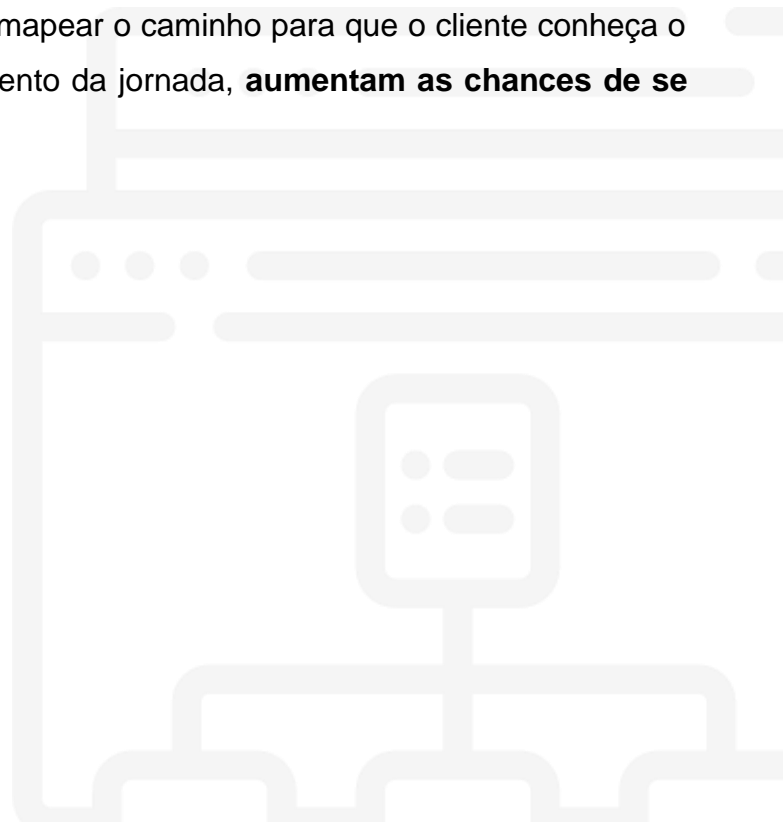 mapear o caminho para que o cliente conheça o
ento da jornada, aumentam as chances de se